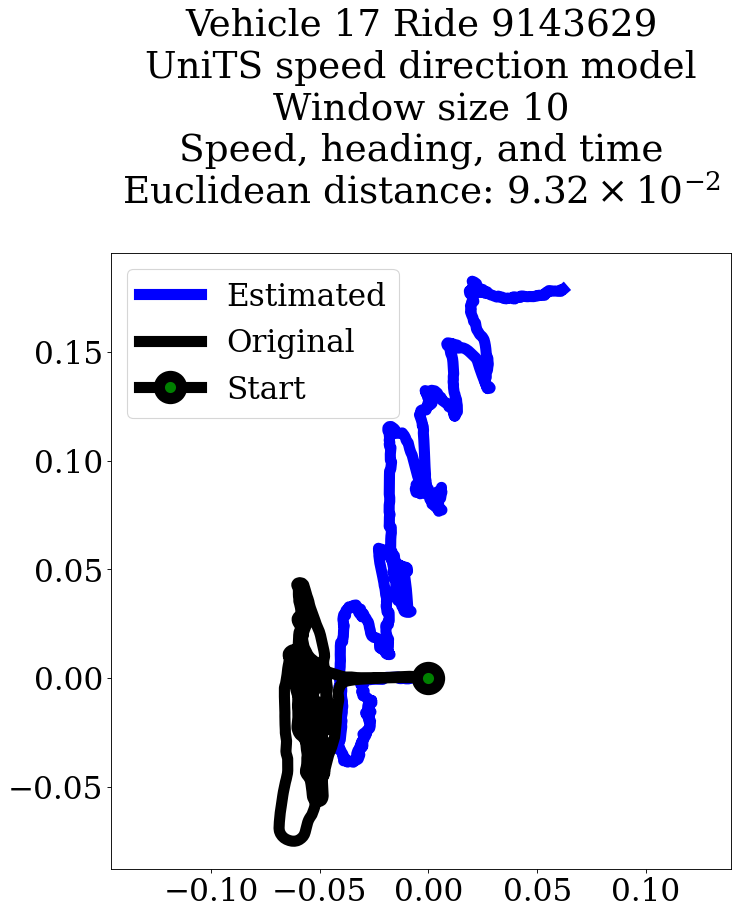 Vehicle 17 Ride 9143629
UniTS speed direction model
Window size 10
Speed, heading, and time
Euclidean distance: 9.32 × 10⁻²
Estimated
Original
Start
0.15
0.10
0.05
0.00
−0.05
−0.10 −0.05 0.00 0.05 0.10